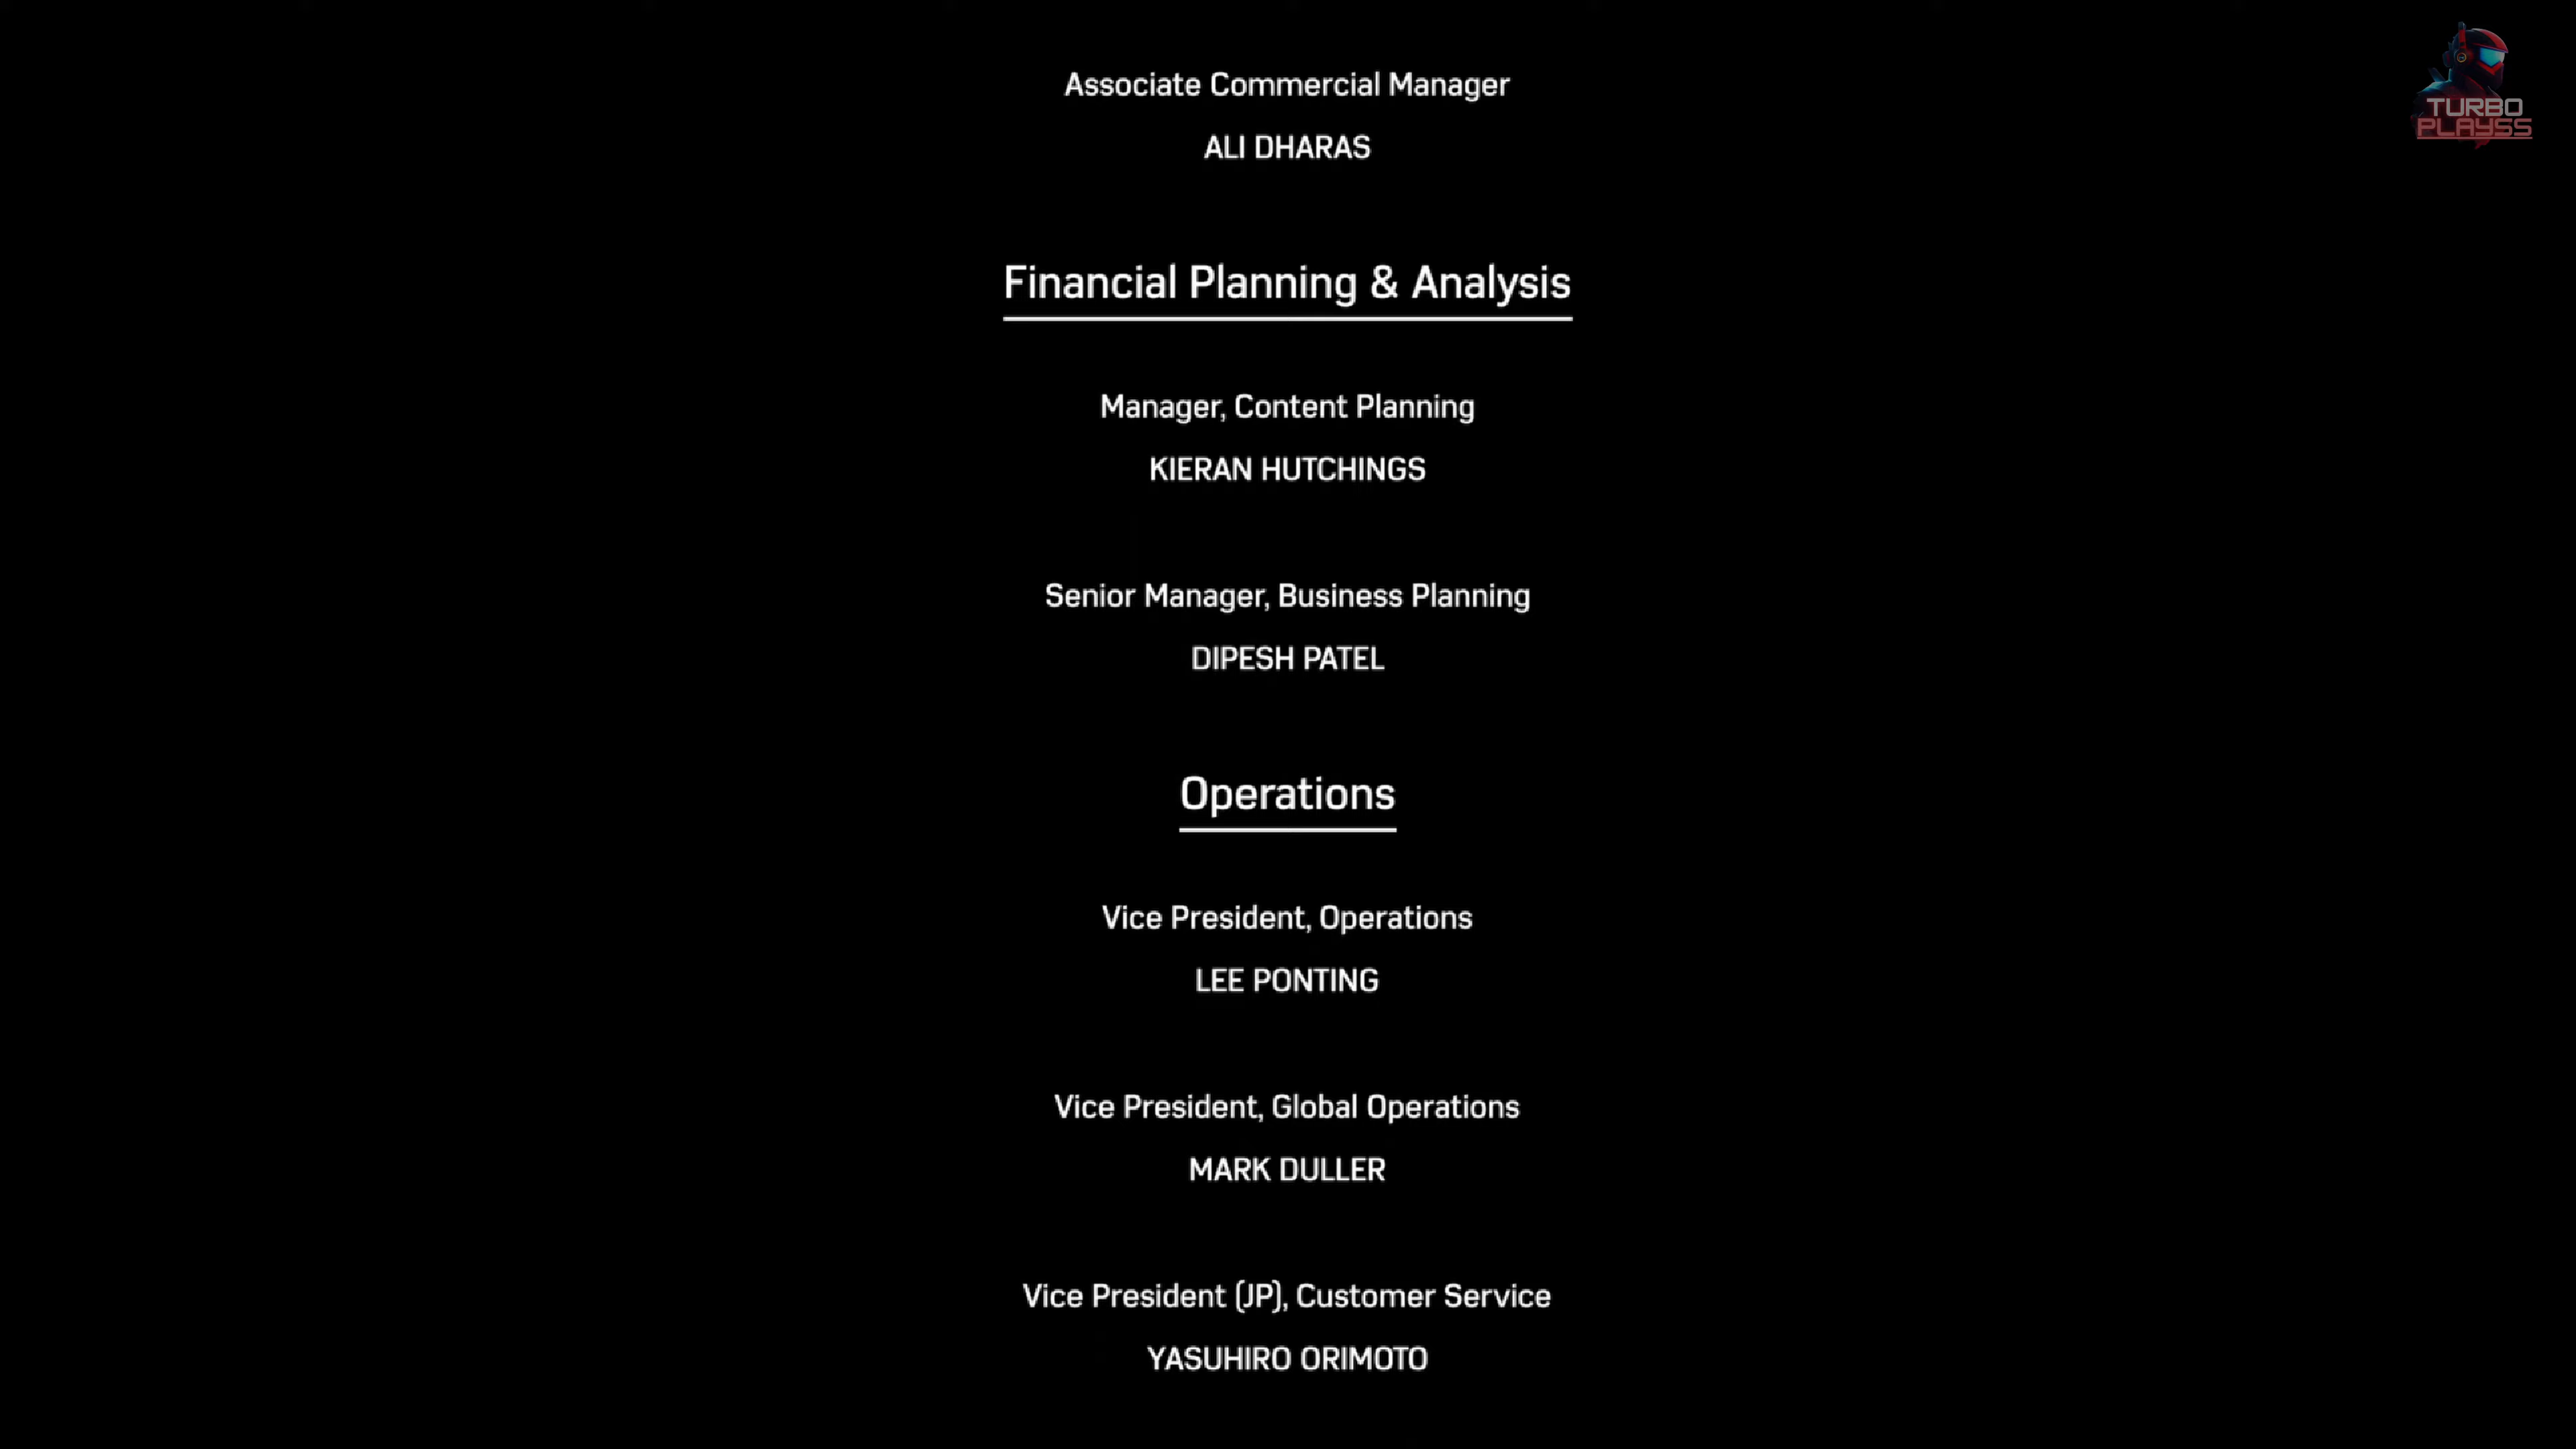 Associate Commercial Manager
ALI DHARAS
Financial Planning & Analysis
Manager, Content Planning
KIERAN HUTCHINGS
Senior Manager, Business Planning
DIPESH PATEL
Operations
Vice President, Operations
LEE PONTING
Vice President, Global Operations
MARK DULLER
Vice President (JP), Customer Service
YASUHIRO ORIMOTO
TURBO
PLAYSS